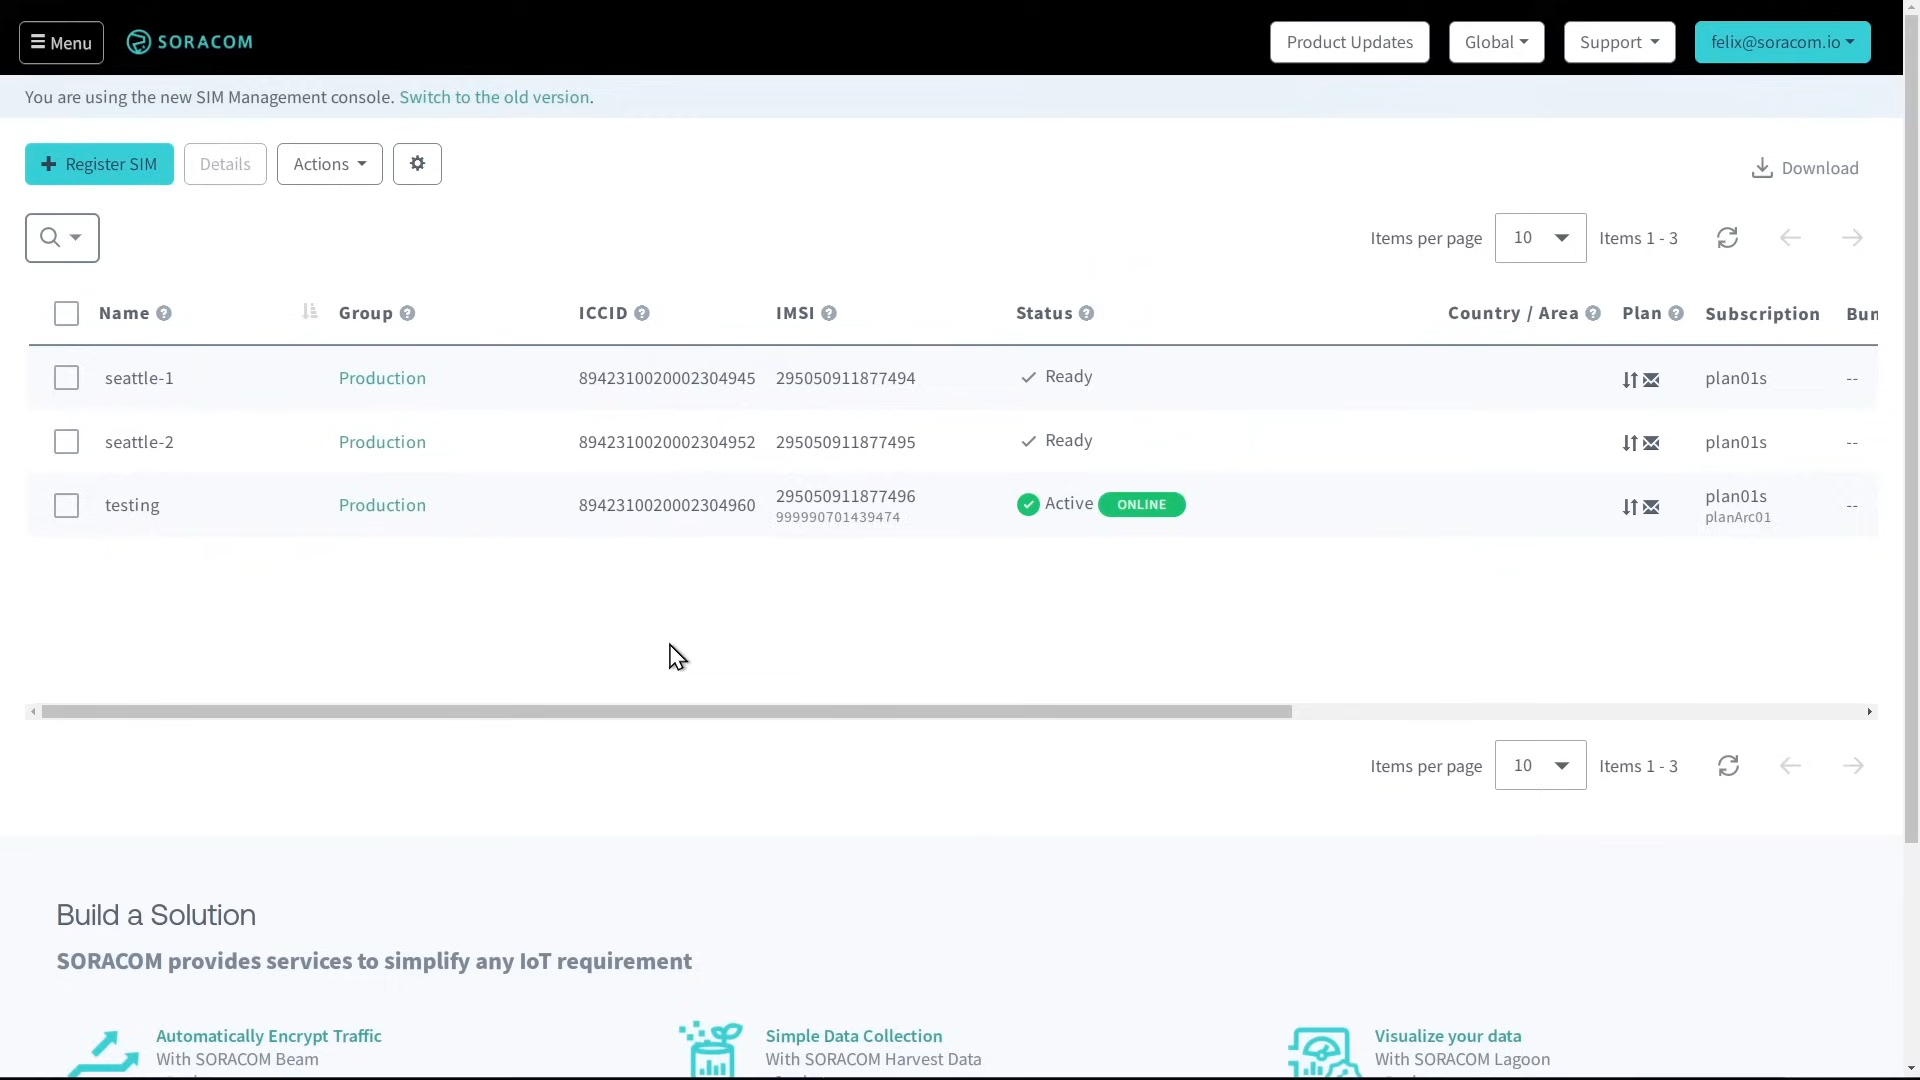 Menu SORACOM Product Updates Global Support felix@soracom.io
You are using the new SIM Management console. Switch to the old version.
Register SIM Details Actions Download
Items per page 10 Items 1 - 3
Name Group ICCID IMSI Status Country / Area Plan Subscription Bun
seattle-1 Production 8942310020002304945 295050911877494 Ready plan01s --
seattle-2 Production 8942310020002304952 295050911877495 Ready plan01s --
testing Production 8942310020002304960 295050911877496 Active ONLINE plan01s --
999990701439474 planArc01
Items per page 10 Items 1 - 3
Build a Solution
SORACOM provides services to simplify any IoT requirement
Automatically Encrypt Traffic Simple Data Collection Visualize your data
With SORACOM Beam With SORACOM Harvest Data With SORACOM Lagoon